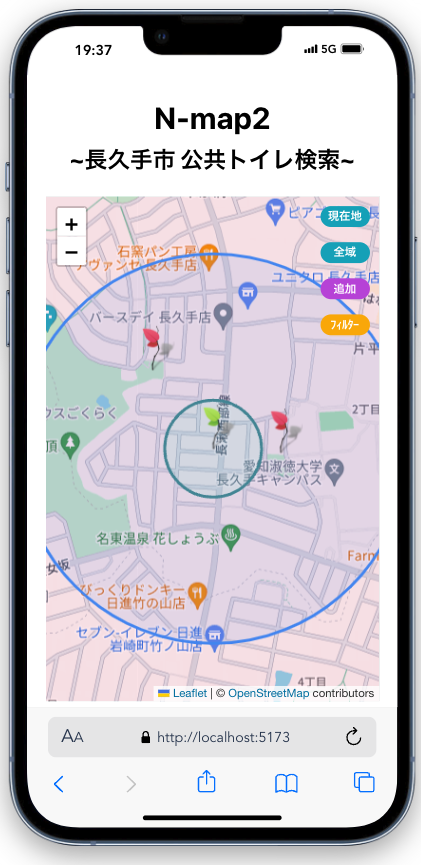 19:37
5G
N-map2
~長久手市 公共トイレ検索~
+
−
ピアニ
現在地
石窯パン工房
アヴァンセ 長久手店
全域
ユニクロ 長久手店
追加
バースデイ 長久手店
フィルター
片平
2丁目
クスごくらく
頂
愛知淑徳大学
長久手キャンパス
名東温泉 花しょうぶ
女坂
Farm
びっくりドンキー
日進竹の山店
セブン-イレブン 日進
岩崎町竹ノ山店
4丁目
Leaflet | © OpenStreetMap contributors
AA
http://localhost:5173